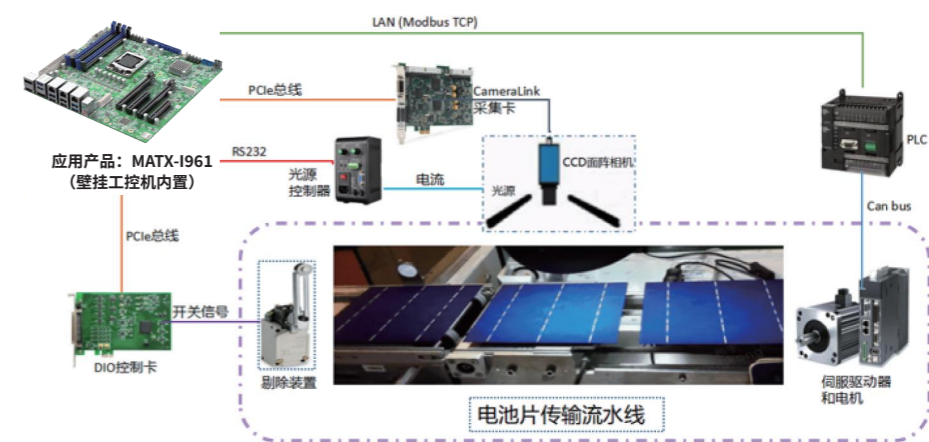 LAN (Modbus TCP)
PCIe总线
CameraLink
采集卡
应用产品：MATX-I961
（壁挂工控机内置）
RS232
光源
控制器
电流
CCD面阵相机
光源
PLC
Can bus
PCIe总线
开关信号
DIO控制卡
剔除装置
伺服驱动器
和电机
电池片传输流水线